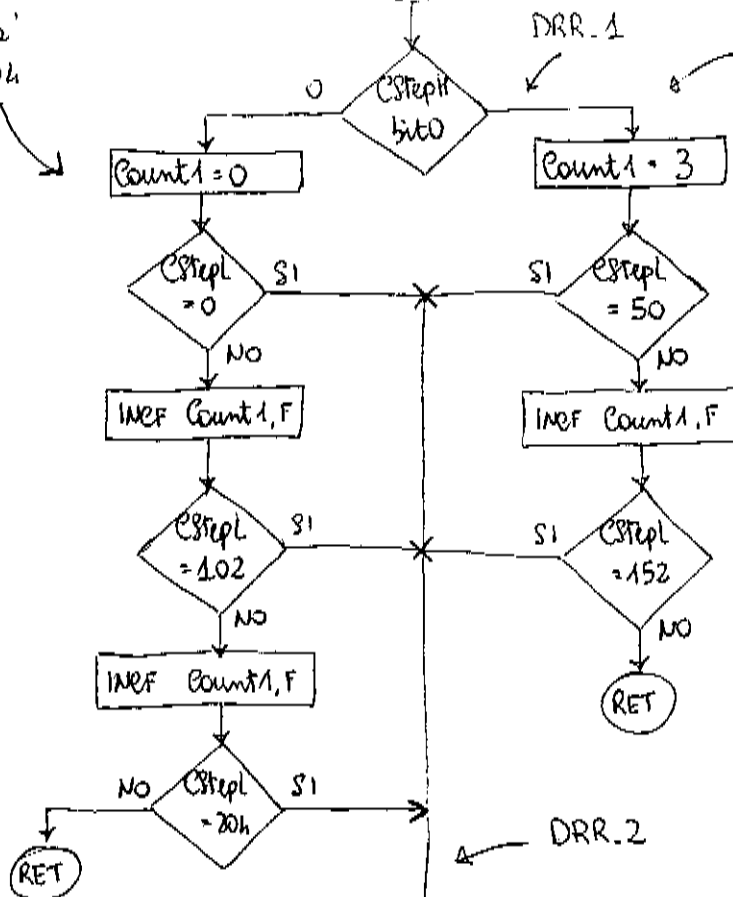 DRR_1
0
CStepH
bit0
Count1 = 0
Count1 = 3
CStepL
= 0
SI
SI
CStepL
= 50
NO
NO
INCF Count1, F
INCF Count1, F
CStepL
= 102
SI
SI
CStepL
= 152
NO
NO
INCF Count1, F
RET
NO
CStepL
= 204
SI
DRR_2
RET